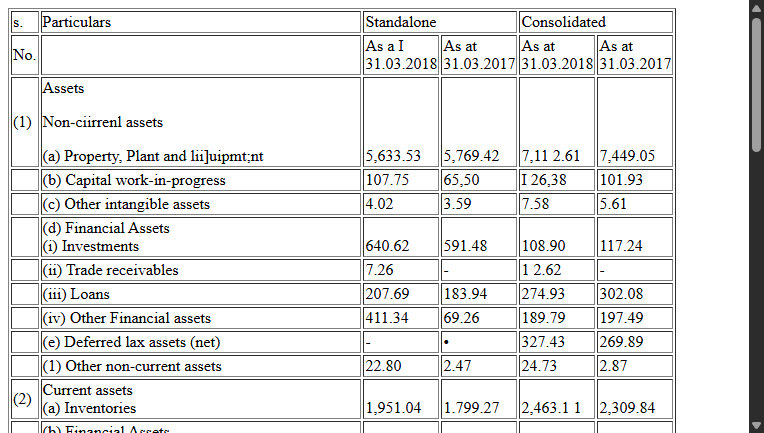 s. Particulars Standalone Consolidated
No. As a I 31.03.2018 As at 31.03.2017 As at 31.03.2018 As at 31.03.2017
Assets
(1) Non-ciirrenl assets
(a) Property, Plant and lii]uipmt;nt 5,633.53 5,769.42 7,11 2.61 7,449.05
(b) Capital work-in-progress 107.75 65,50 I 26,38 101.93
(c) Other intangible assets 4.02 3.59 7.58 5.61
(d) Financial Assets
(i) Investments 640.62 591.48 108.90 117.24
(ii) Trade receivables 7.26 - 1 2.62 -
(iii) Loans 207.69 183.94 274.93 302.08
(iv) Other Financial assets 411.34 69.26 189.79 197.49
(e) Deferred lax assets (net) - • 327.43 269.89
(1) Other non-current assets 22.80 2.47 24.73 2.87
(2) Current assets
(a) Inventories 1,951.04 1.799.27 2,463.1 1 2,309.84
(b) Financial Assets